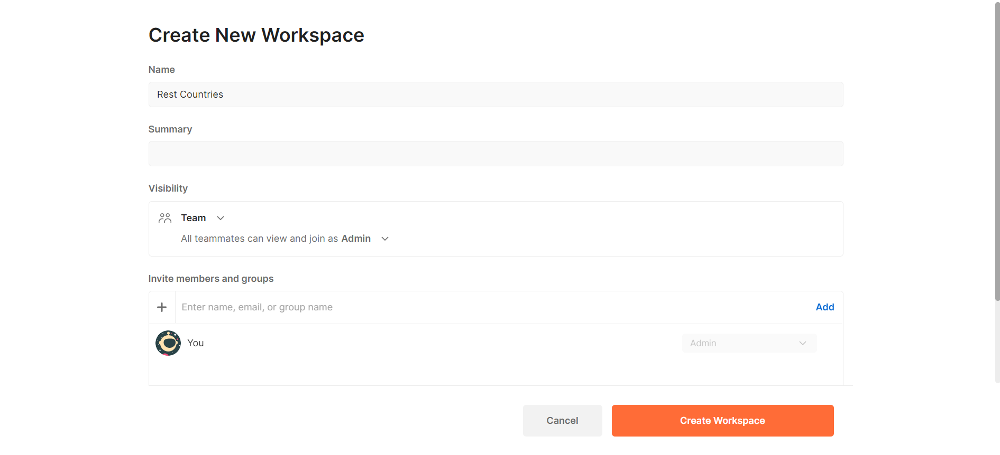 Create New Workspace
Name
Rest Countries
Summary
Visibility
Team
All teammates can view and join as Admin
Invite members and groups
Enter name, email, or group name Add
You Admin
Cancel Create Workspace